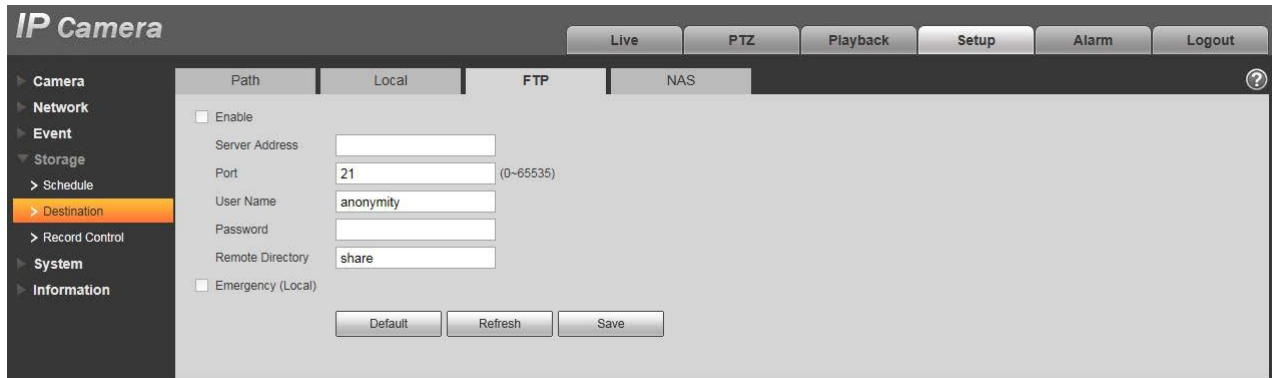 IP Camera
Live PTZ Playback Setup Alarm Logout
Camera
Network
Event
Storage
> Schedule
> Destination
> Record Control
System
Information
Path Local FTP NAS ?
Enable
Server Address
Port 21 (0~65535)
User Name anonymity
Password
Remote Directory share
Emergency (Local)
Default Refresh Save